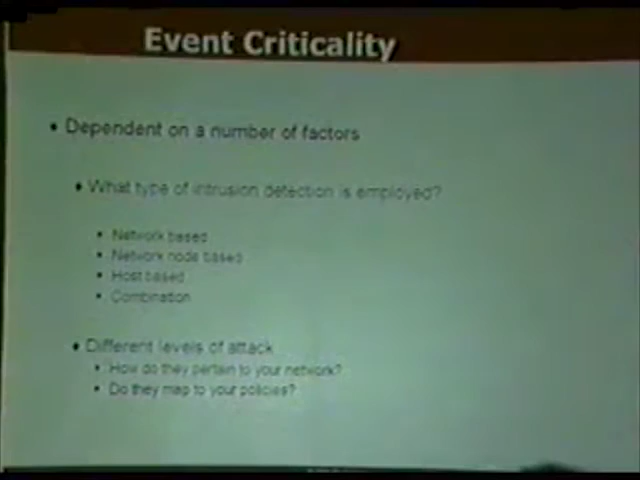 Event Criticality
• Dependent on a number of factors
• What type of intrusion detection is employed?
• Network based
• Network node based
• Host based
• Combination
• Different levels of attack
• How do they pertain to your network?
• Do they map to your policies?